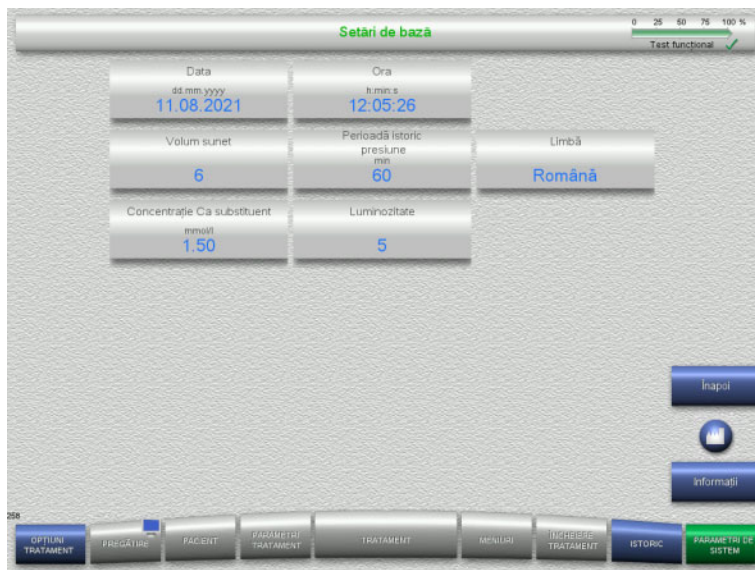 Setări de bază
0 25 50 75 100 %
Test funcțional
Data
dd.mm.yyyy
11.08.2021
Ora
h:min:s
12:05:26
Volum sunet
6
Perioadă istoric
presiune
min
60
Limbă
Română
Concentrație Ca substituent
mmol/l
1.50
Luminozitate
5
Înapoi
Informații
258
OPȚIUNI
TRATAMENT
PREGĂTIRE
PACIENT
PARAMETRI
TRATAMENT
TRATAMENT
MENIURI
ÎNCHEIERE
TRATAMENT
ISTORIC
PARAMETRI DE
SISTEM